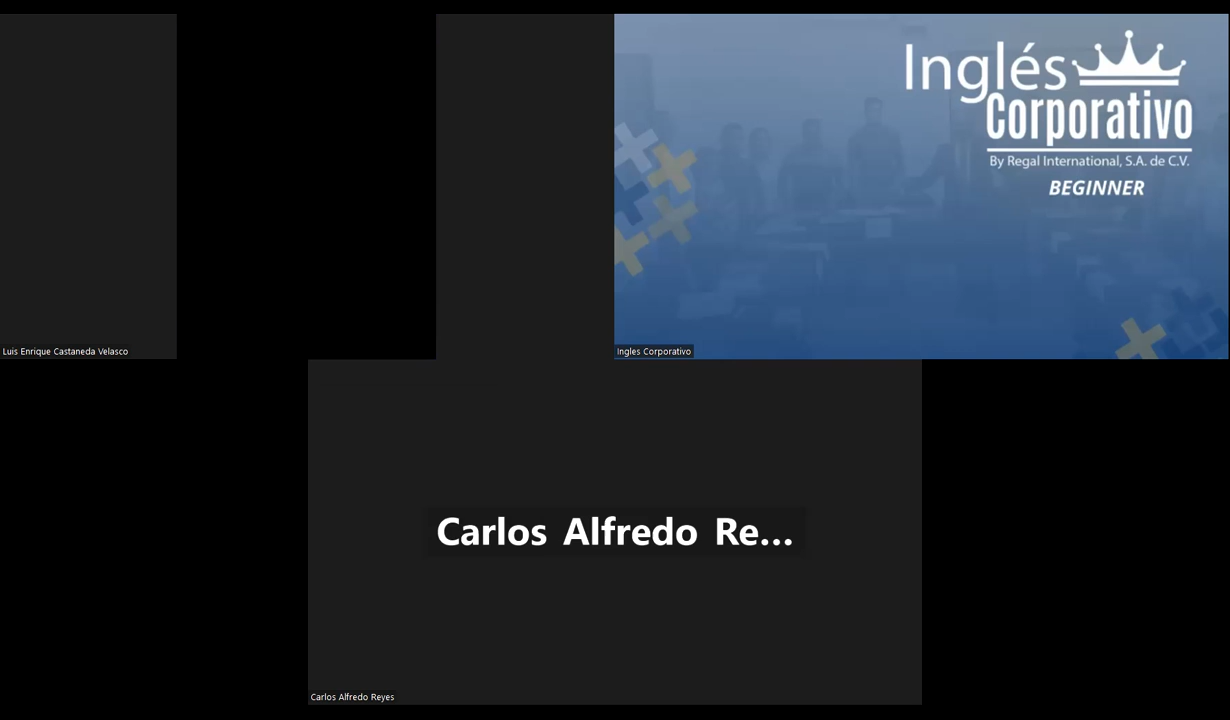 Inglés
Corporativo
By Regal International, S.A. de C.V.
BEGINNER
Luis Enrique Castaneda Velasco
Ingles Corporativo
Carlos Alfredo Re...
Carlos Alfredo Reyes